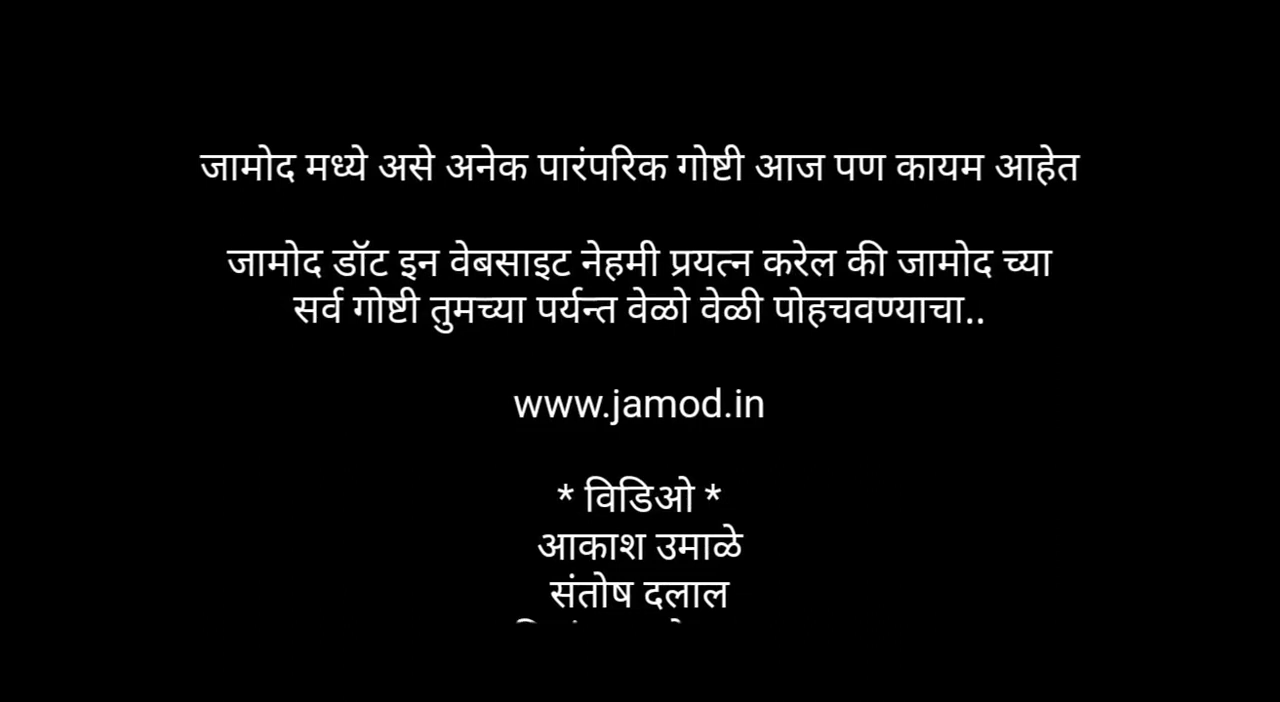 जामोद मध्ये असे अनेक पारंपरिक गोष्टी आज पण कायम आहेत
जामोद डॉट इन वेबसाइट नेहमी प्रयत्न करेल की जामोद च्या
सर्व गोष्टी तुमच्या पर्यन्त वेळो वेळी पोहचवण्याचा..
www.jamod.in
* विडिओ *
आकाश उमाळे
संतोष दलाल